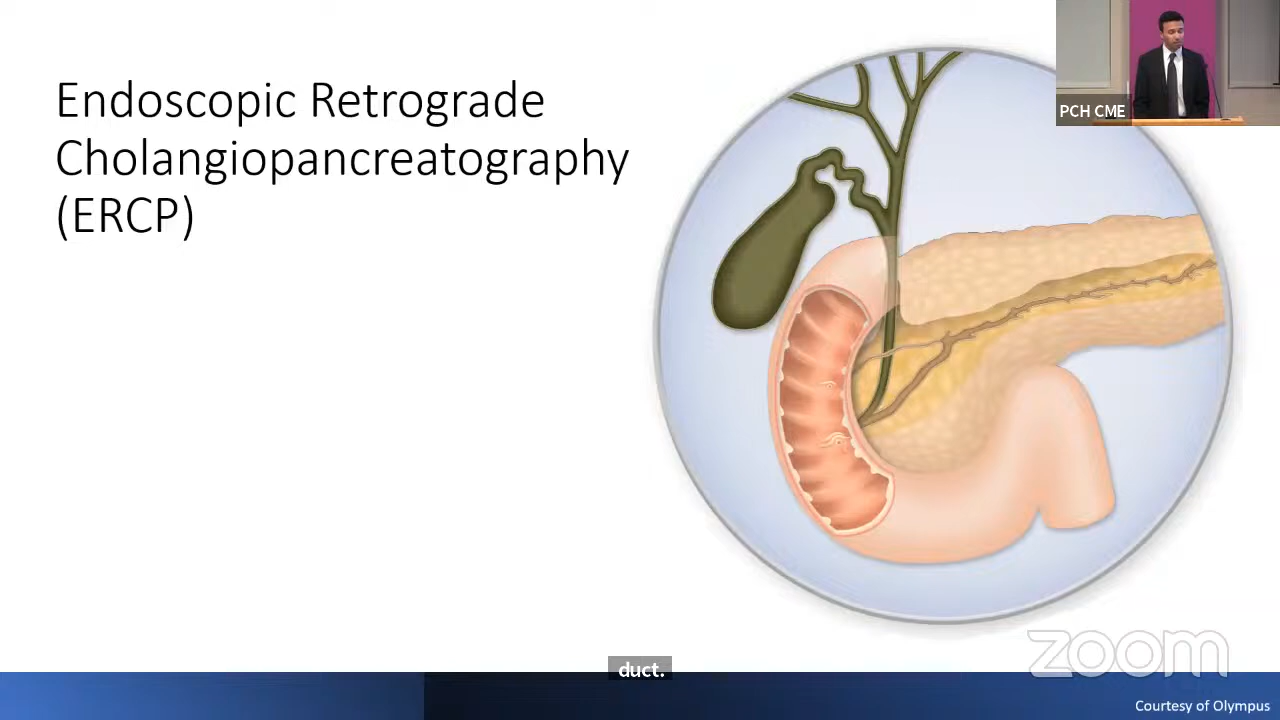 Endoscopic Retrograde
Cholangiopancreatography
(ERCP)
PCH CME
duct.
zoom
Courtesy of Olympus